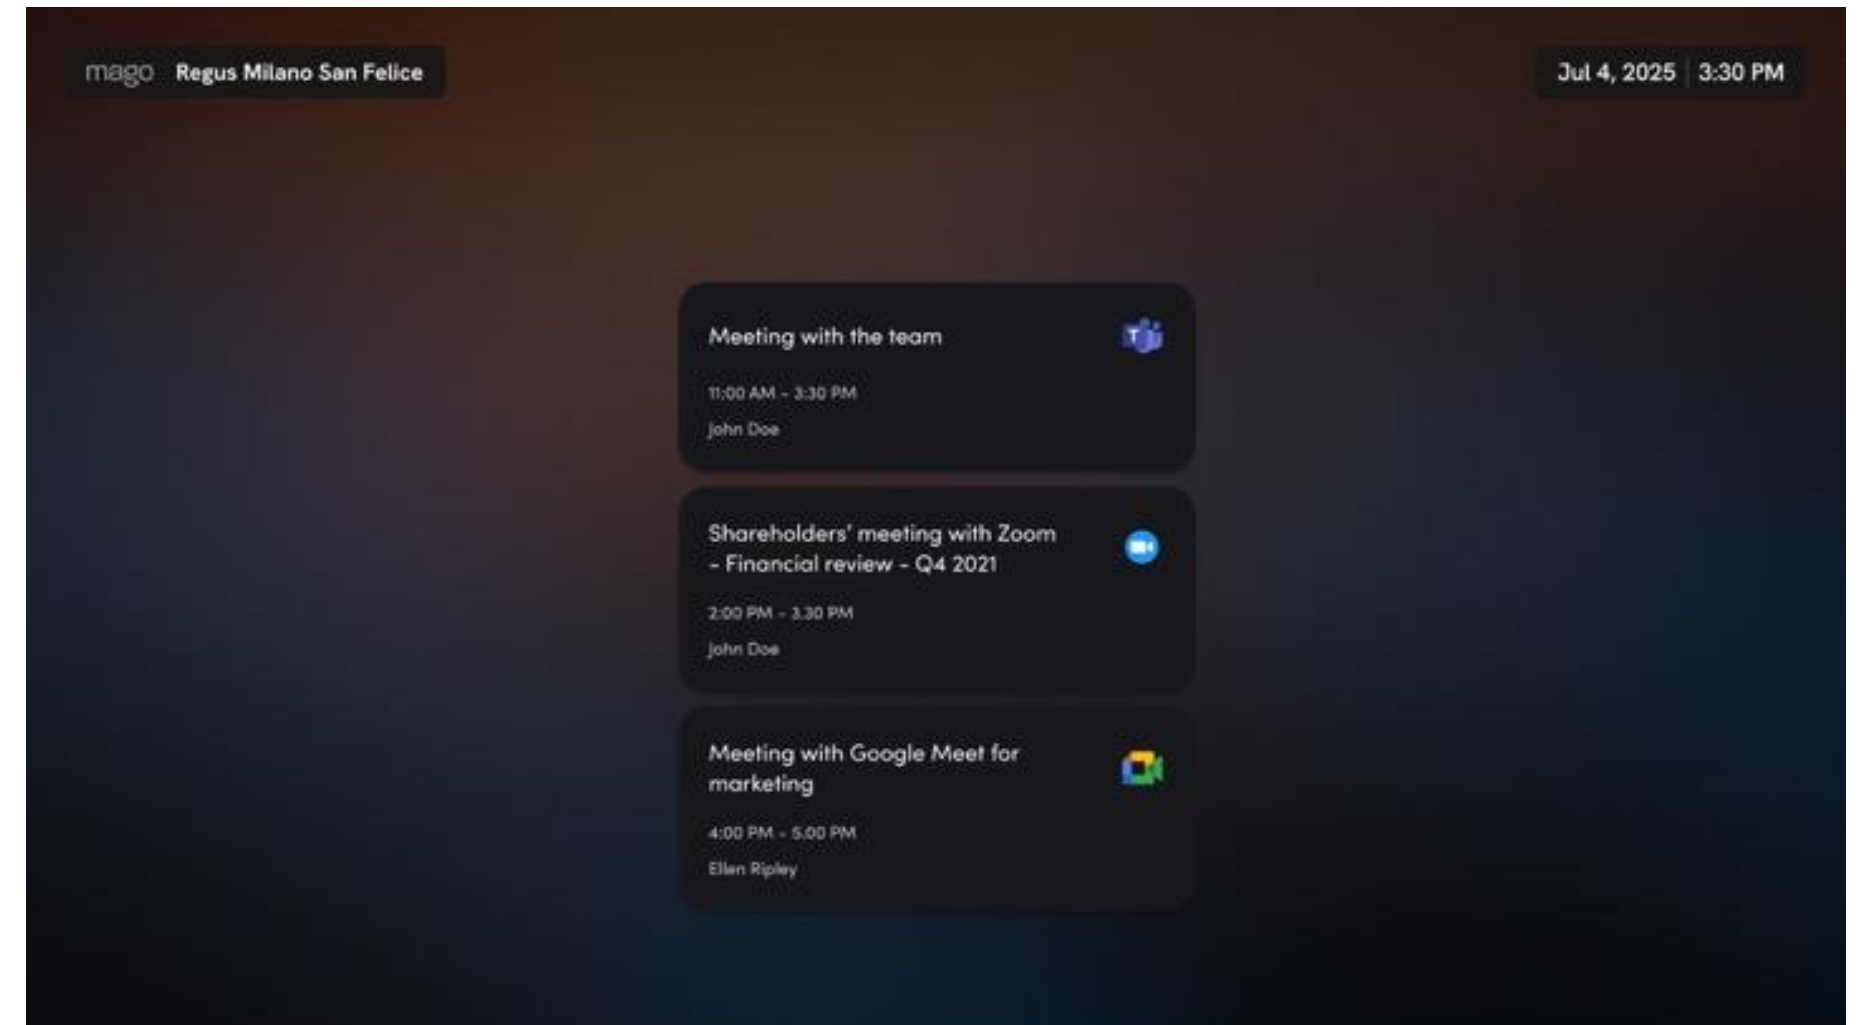 mago Regus Milano San Felice
Jul 4, 2025 3:30 PM
Meeting with the team
11:00 AM - 3:30 PM
John Doe
Shareholders' meeting with Zoom
- Financial review - Q4 2021
2:00 PM - 3.30 PM
John Doe
Meeting with Google Meet for
marketing
4:00 PM - 5.00 PM
Ellen Ripley